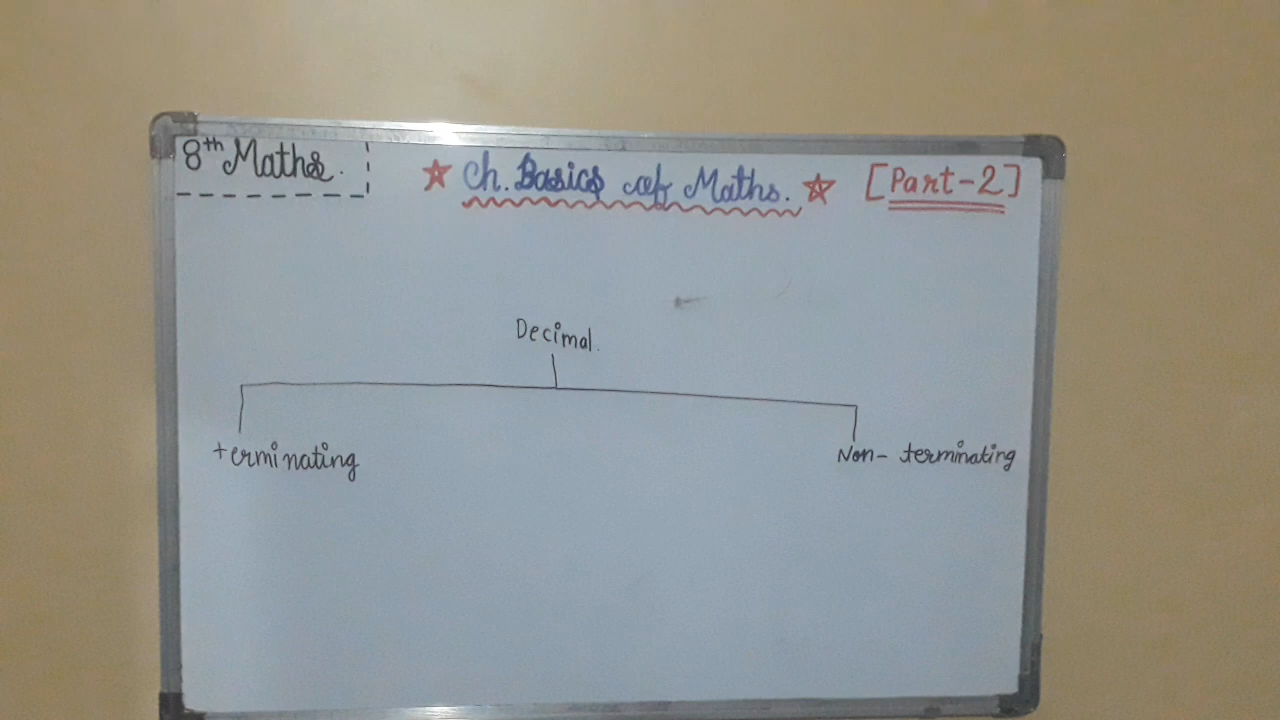 8th Maths.
★ Ch. Basics of Maths. ★ [Part-2]
Decimal.
terminating
Non- terminating